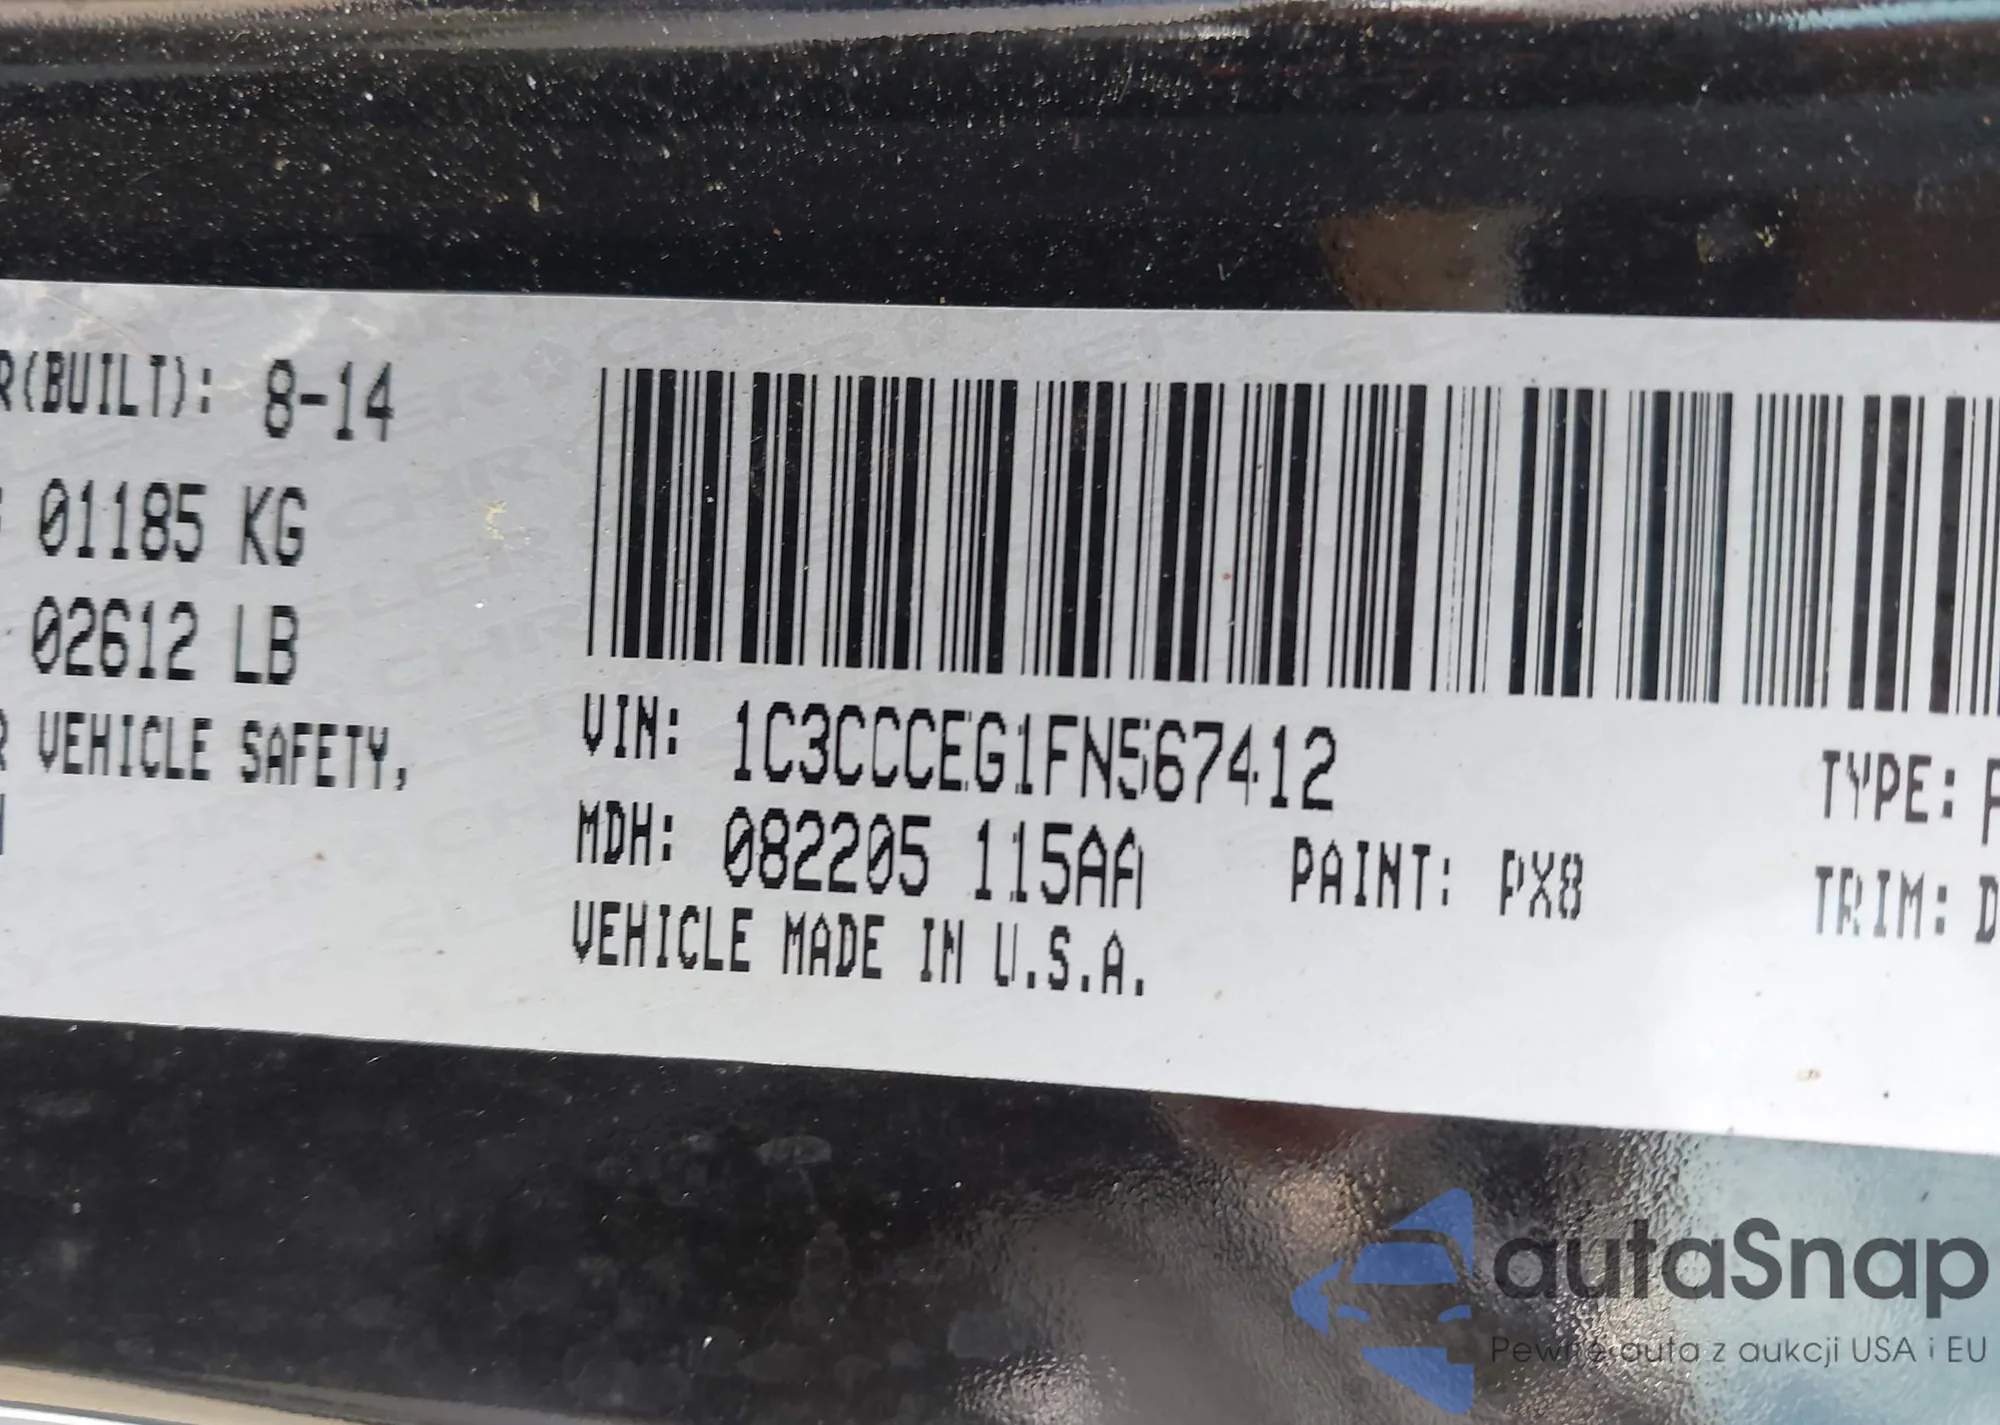 R(BUILT): 8-14
01185 KG
02612 LB
R VEHICLE SAFETY,
VIN: 1C3CCCEG1FN567412
MDH: 082205 115AA
PAINT: PX8
VEHICLE MADE IN U.S.A.
TYPE:
TRIM: D
autaSnap
Pewne auta z aukcji USA i EU